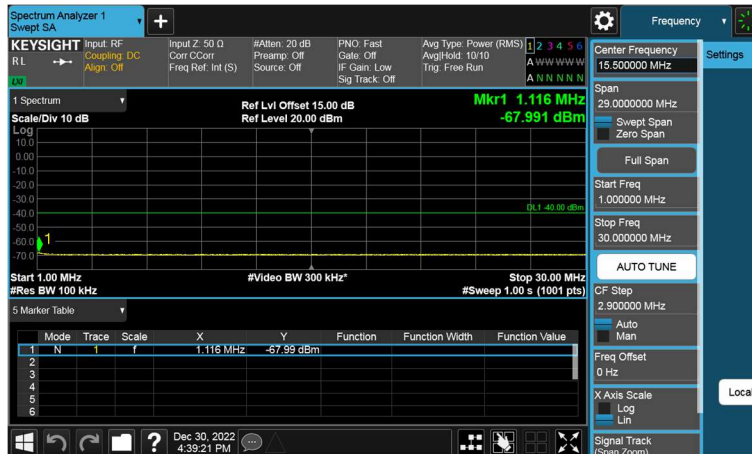 Spectrum Analyzer 1
Swept SA
Frequency
KEYSIGHT
RL
LXI
Input: RF
Coupling: DC
Align: Off
Input Z: 50 Ω
Corr CCorr
Freq Ref: Int (S)
#Atten: 20 dB
Preamp: Off
Source: Off
PNO: Fast
Gate: Off
IF Gain: Low
Sig Track: Off
Avg Type: Power (RMS)
Avg|Hold: 10/10
Trig: Free Run
1 2 3 4 5 6
A W W W W W
A N N N N N
1 Spectrum
Scale/Div 10 dB
Ref Lvl Offset 15.00 dB
Ref Level 20.00 dBm
Mkr1 1.116 MHz
-67.991 dBm
Log
10.0
0.00
-10.0
-20.0
-30.0
-40.0
-50.0
-60.0
-70.0
DL1 -40.00 dBm
1
Start 1.00 MHz
#Res BW 100 kHz
#Video BW 300 kHz*
Stop 30.00 MHz
#Sweep 1.00 s (1001 pts)
5 Marker Table
Mode Trace Scale X Y Function Function Width Function Value
1 N 1 f 1.116 MHz -67.99 dBm
2
3
4
5
6
Dec 30, 2022
4:39:21 PM
Center Frequency
15.500000 MHz
Settings
Span
29.0000000 MHz
Swept Span
Zero Span
Full Span
Start Freq
1.000000 MHz
Stop Freq
30.000000 MHz
AUTO TUNE
CF Step
2.900000 MHz
Auto
Man
Freq Offset
0 Hz
X Axis Scale
Log
Lin
Local
Signal Track
(Span Zoom)